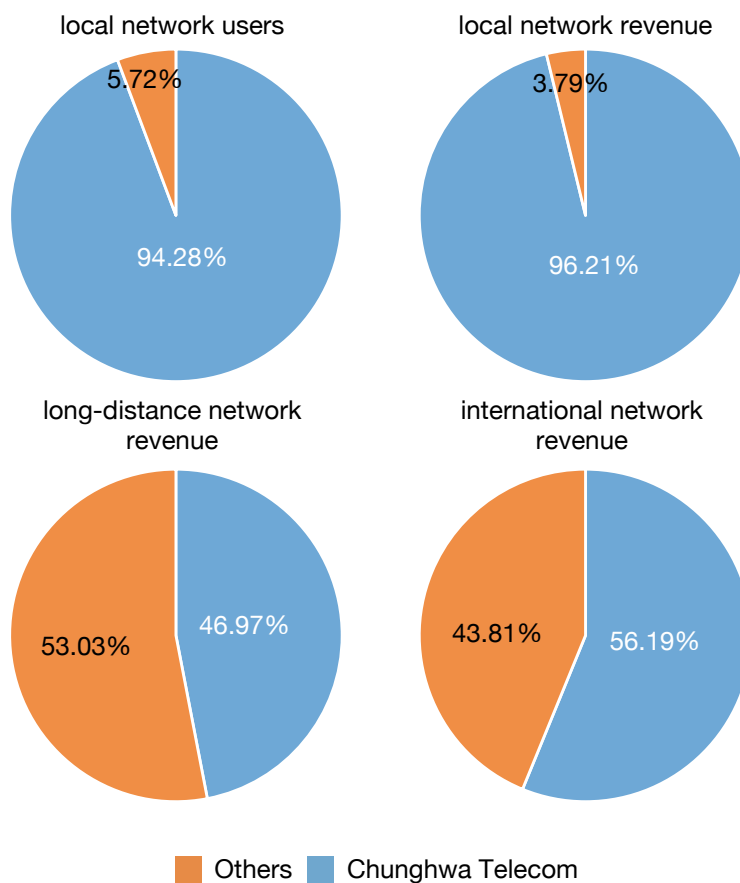 local network users
5.72%
94.28%
local network revenue
3.79%
96.21%
long-distance network
revenue
53.03%
46.97%
international network
revenue
43.81%
56.19%
Others
Chunghwa Telecom